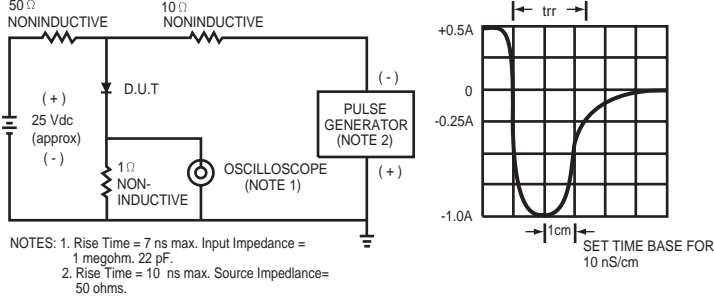 50 Ω
NONINDUCTIVE
10 Ω
NONINDUCTIVE
( + )
25 Vdc
(approx)
( - )
D.U.T
1 Ω
NON-
INDUCTIVE
OSCILLOSCOPE
(NOTE 1)
( - )
PULSE
GENERATOR
(NOTE 2)
( + )
trr
+0.5A
0
-0.25A
-1.0A
1cm
SET TIME BASE FOR
10 nS/cm
NOTES: 1. Rise Time = 7 ns max. Input Impedance =
1 megohm. 22 pF.
2. Rise Time = 10 ns max. Source Impedlance=
50 ohms.